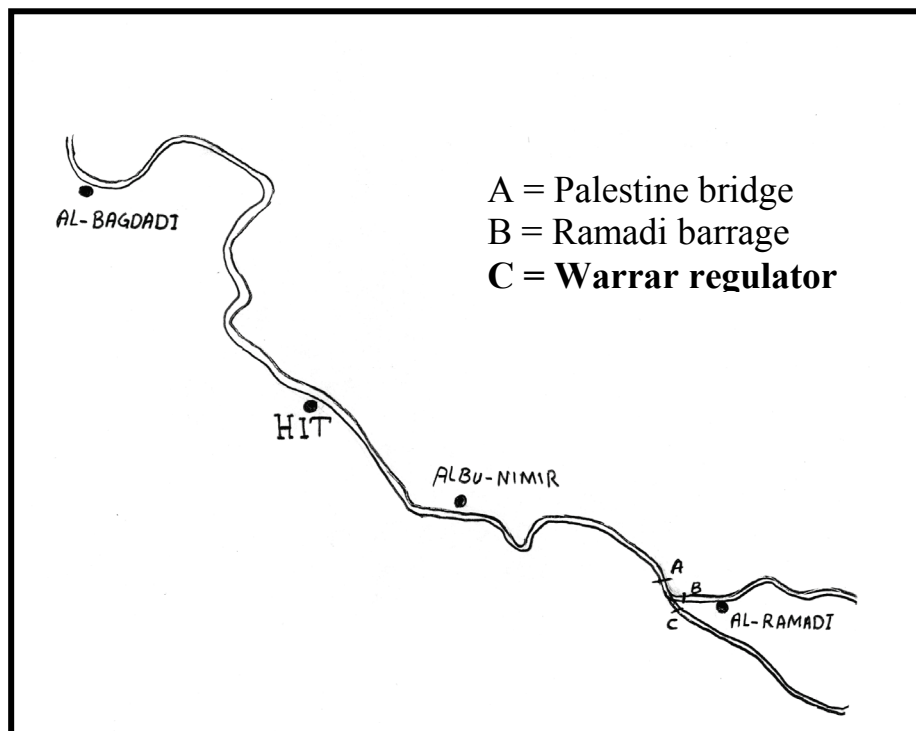 A = Palestine bridge
B = Ramadi barrage
C = Warrar regulator
AL-BAGDADI
HIT
ALBU-NIMIR
A
B
C
AL-RAMADI